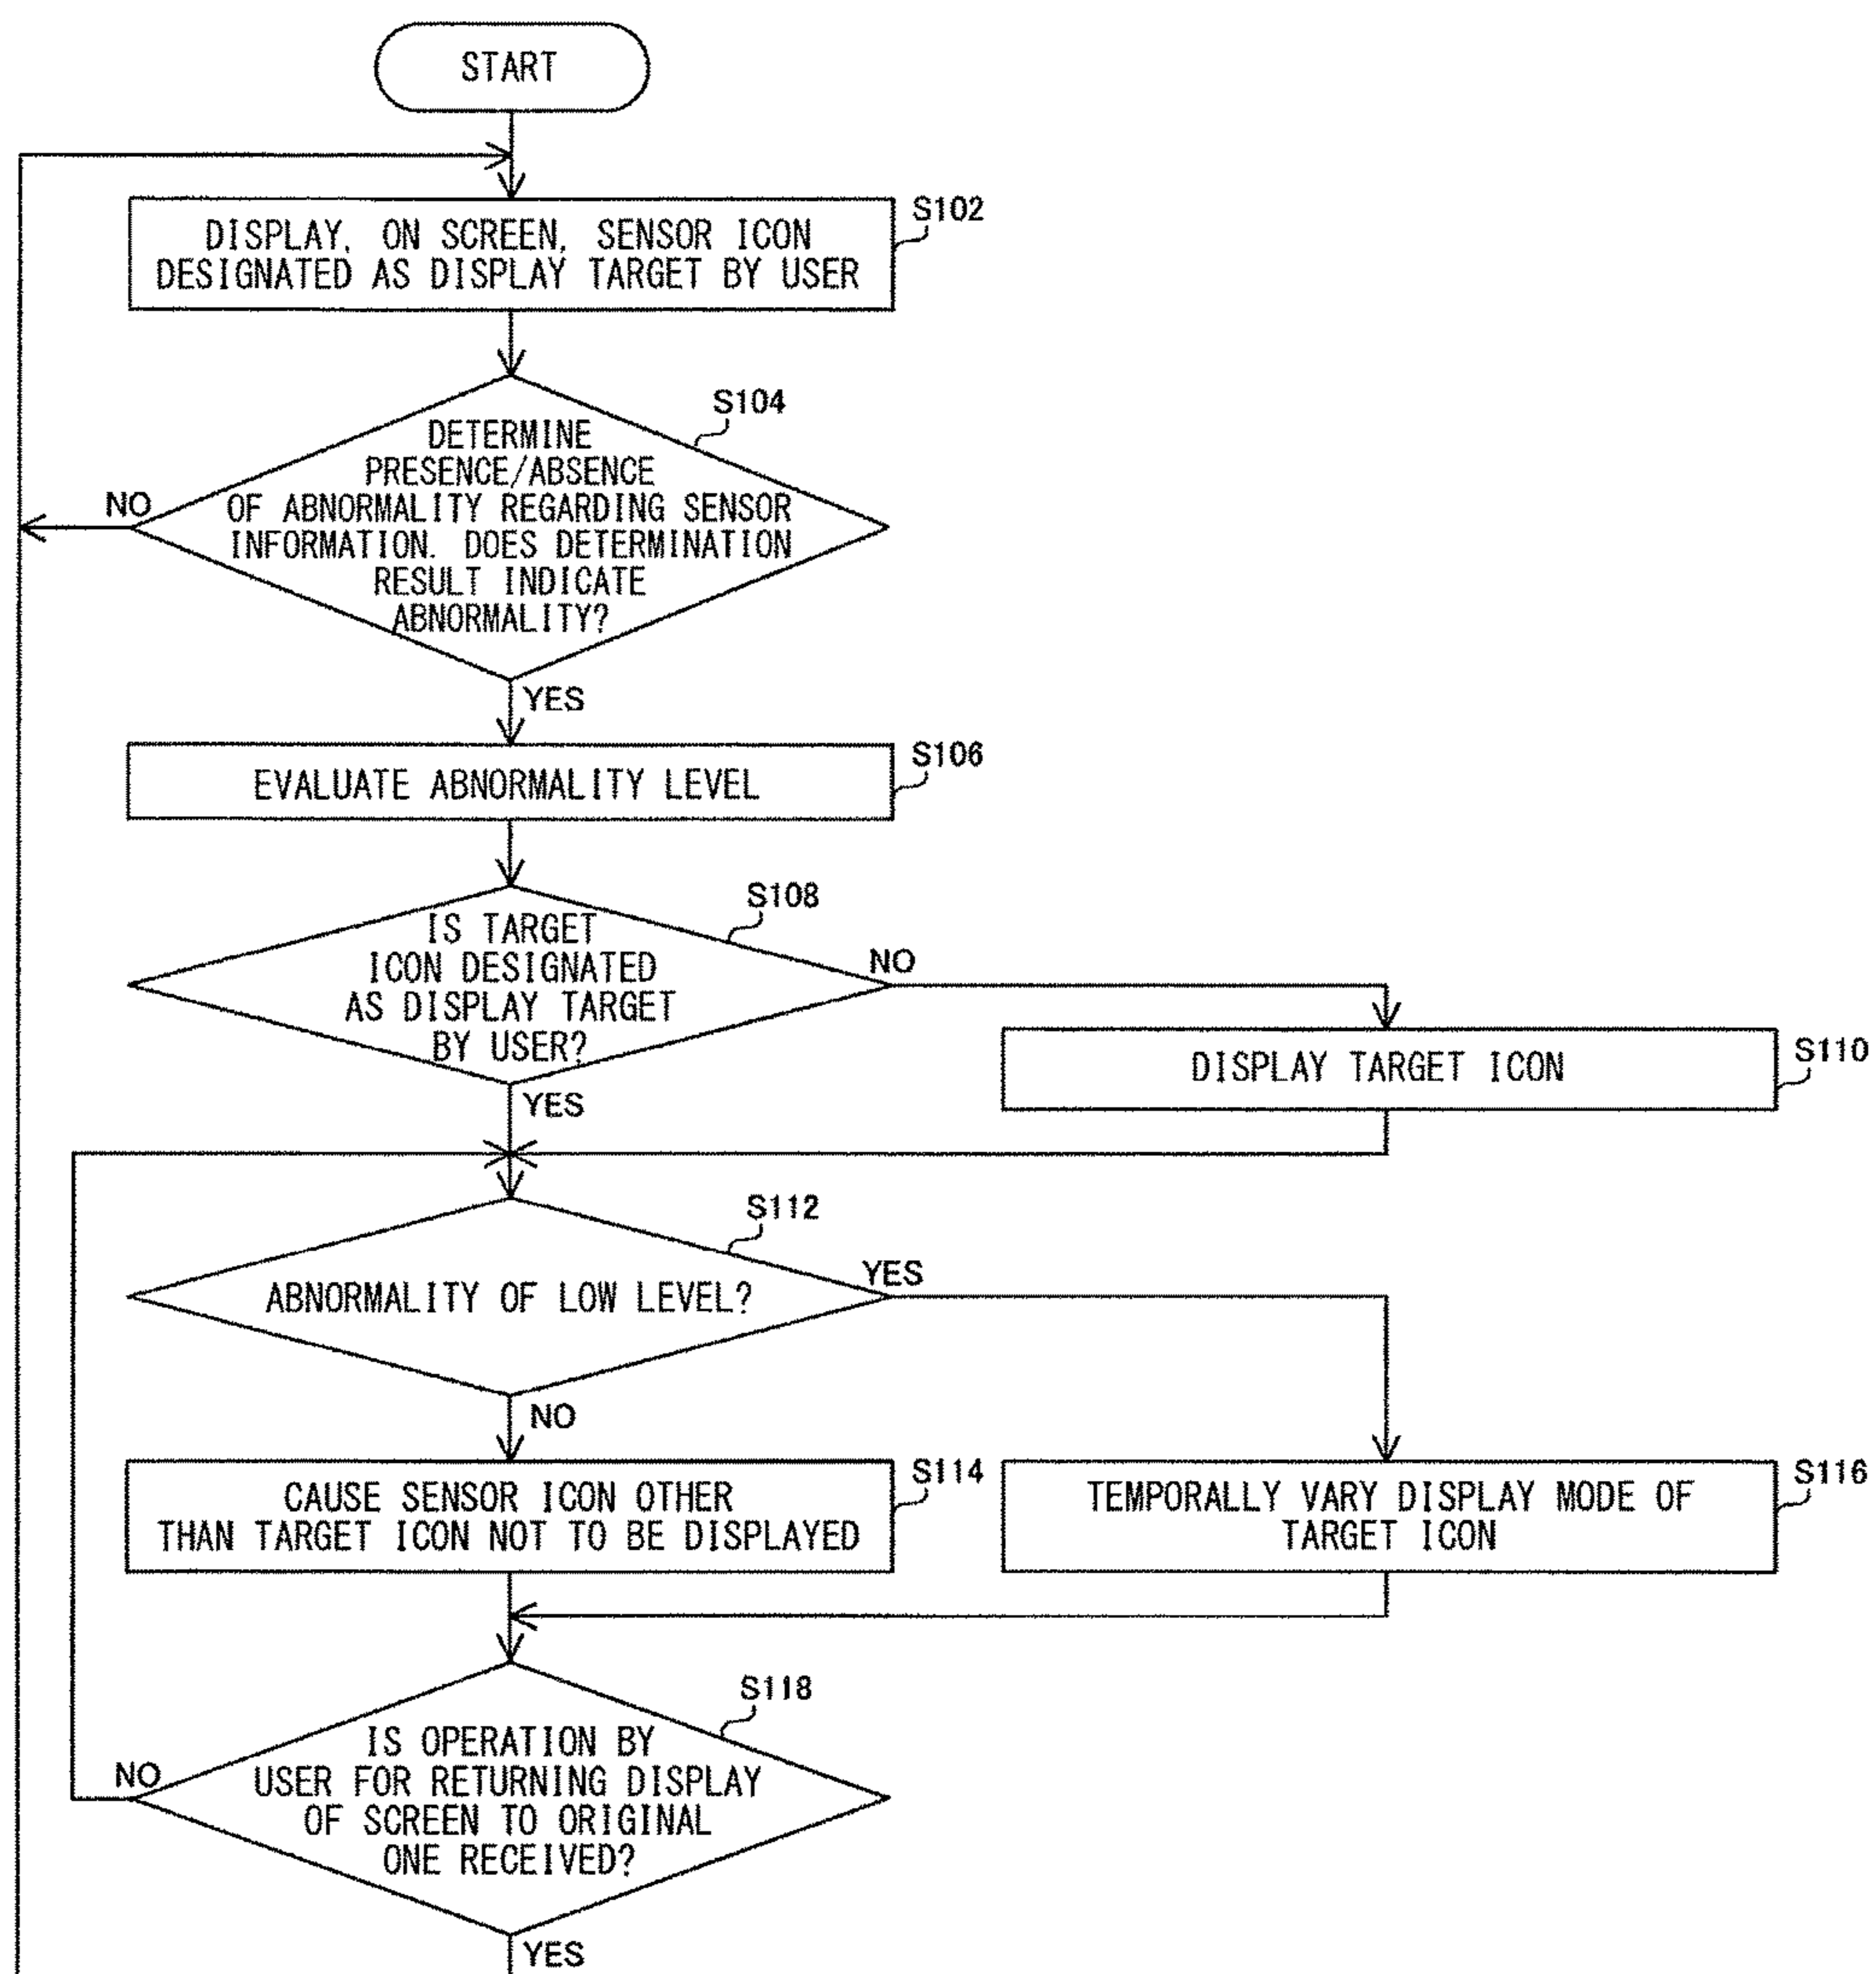 START
S102
DISPLAY, ON SCREEN, SENSOR ICON
DESIGNATED AS DISPLAY TARGET BY USER
S104
DETERMINE
PRESENCE/ABSENCE
OF ABNORMALITY REGARDING SENSOR
INFORMATION. DOES DETERMINATION
RESULT INDICATE
ABNORMALITY?
NO
YES
S106
EVALUATE ABNORMALITY LEVEL
S108
IS TARGET
ICON DESIGNATED
AS DISPLAY TARGET
BY USER?
NO
YES
S110
DISPLAY TARGET ICON
S112
ABNORMALITY OF LOW LEVEL?
YES
NO
S114
CAUSE SENSOR ICON OTHER
THAN TARGET ICON NOT TO BE DISPLAYED
S116
TEMPORALLY VARY DISPLAY MODE OF
TARGET ICON
S118
IS OPERATION BY
USER FOR RETURNING DISPLAY
OF SCREEN TO ORIGINAL
ONE RECEIVED?
NO
YES